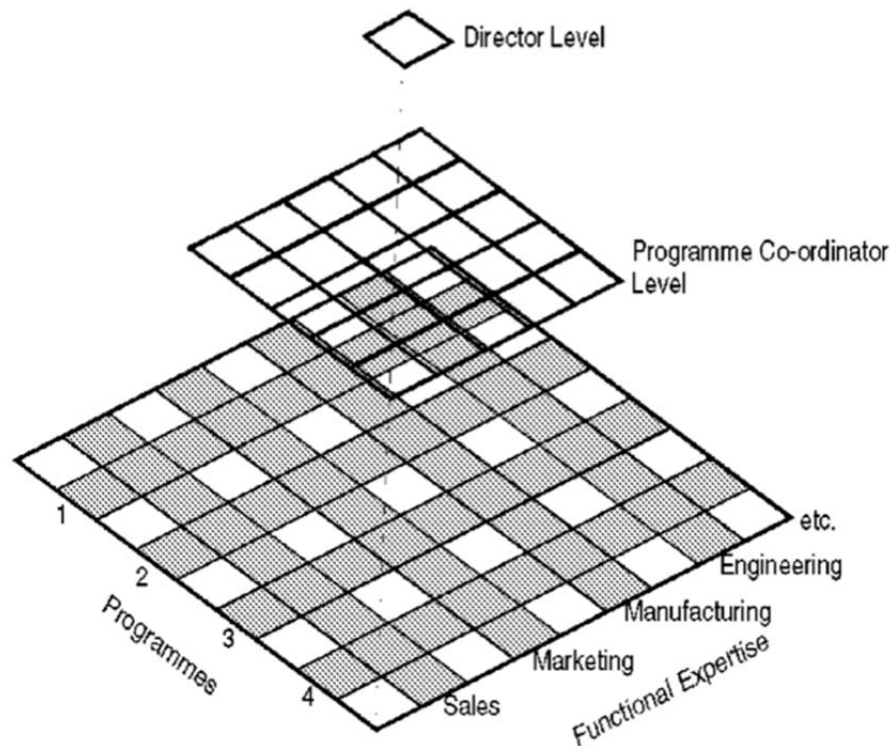 Director Level
Programme Co-ordinator
Level
etc.
Engineering
Manufacturing
Marketing
Sales
Functional Expertise
1
2
3
4
Programmes